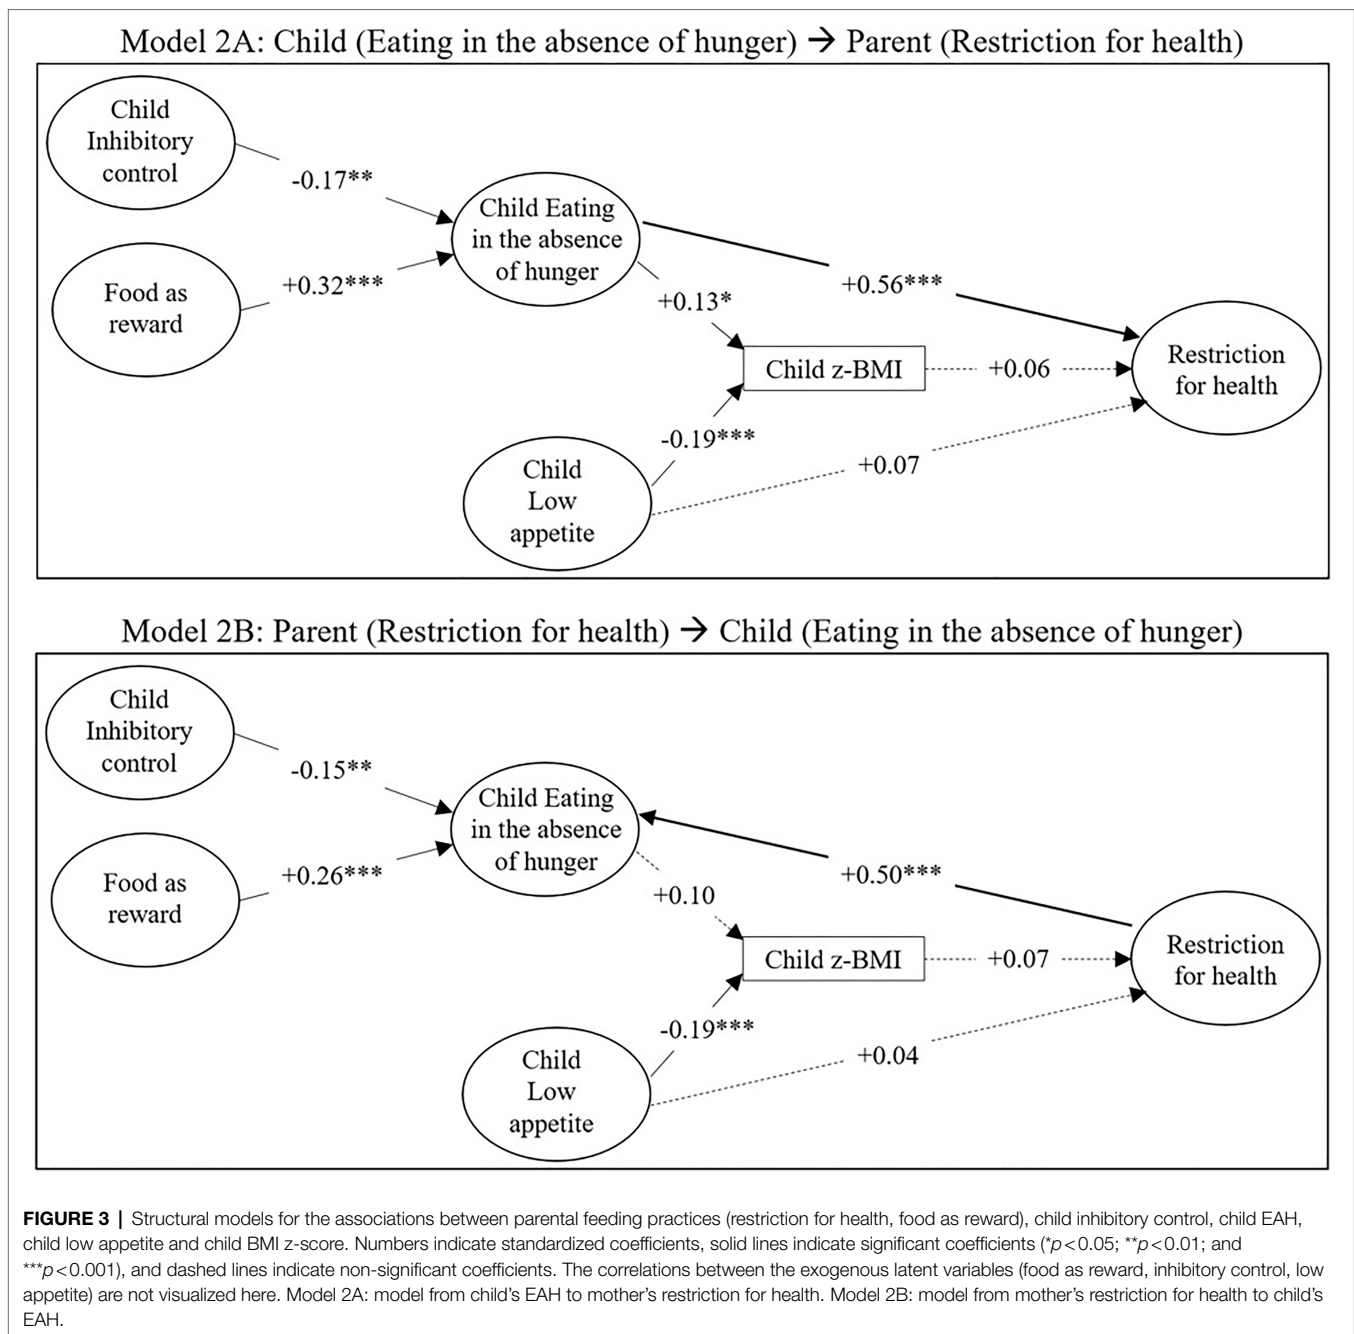 Model 2A: Child (Eating in the absence of hunger) → Parent (Restriction for health)
Child
Inhibitory
control
-0.17**
Child Eating
in the absence
of hunger
Food as
reward
+0.32***
+0.56***
+0.13*
Child z-BMI
+0.06
Restriction
for health
-0.19***
+0.07
Child
Low
appetite
Model 2B: Parent (Restriction for health) → Child (Eating in the absence of hunger)
Child
Inhibitory
control
-0.15**
Child Eating
in the absence
of hunger
Food as
reward
+0.26***
+0.50***
+0.10
Child z-BMI
+0.07
Restriction
for health
-0.19***
+0.04
Child
Low
appetite
FIGURE 3 | Structural models for the associations between parental feeding practices (restriction for health, food as reward), child inhibitory control, child EAH,
child low appetite and child BMI z-score. Numbers indicate standardized coefficients, solid lines indicate significant coefficients (*p<0.05; **p<0.01; and
***p<0.001), and dashed lines indicate non-significant coefficients. The correlations between the exogenous latent variables (food as reward, inhibitory control, low
appetite) are not visualized here. Model 2A: model from child's EAH to mother's restriction for health. Model 2B: model from mother's restriction for health to child's
EAH.